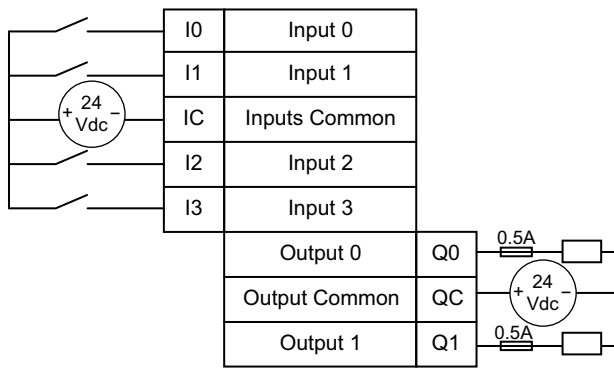 I0 Input 0
I1 Input 1
+ 24 Vdc −
IC Inputs Common
I2 Input 2
I3 Input 3
Output 0 Q0 0.5A
Output Common QC
+ 24 Vdc −
Output 1 Q1 0.5A